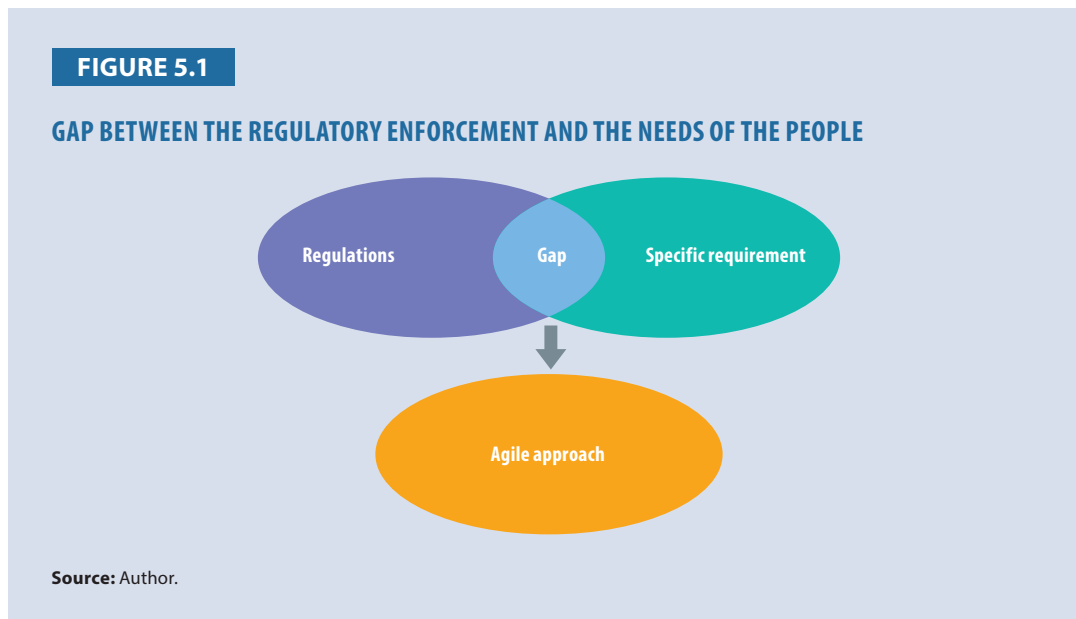 FIGURE 5.1
GAP BETWEEN THE REGULATORY ENFORCEMENT AND THE NEEDS OF THE PEOPLE
Regulations
Gap
Specific requirement
Agile approach
Source: Author.